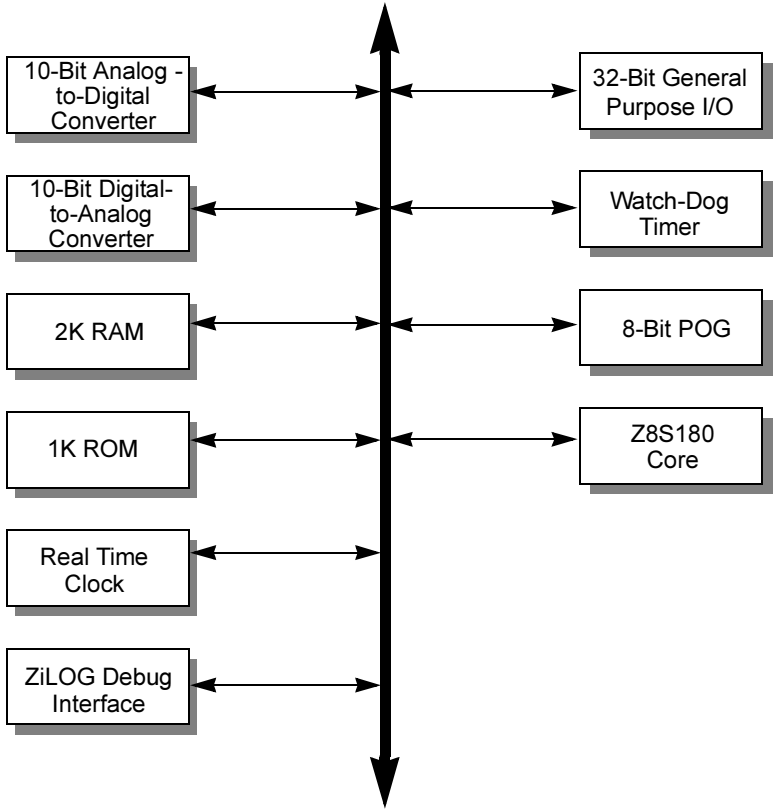 10-Bit Analog -
to-Digital
Converter
10-Bit Digital-
to-Analog
Converter
2K RAM
1K ROM
Real Time
Clock
ZiLOG Debug
Interface
32-Bit General
Purpose I/O
Watch-Dog
Timer
8-Bit POG
Z8S180
Core